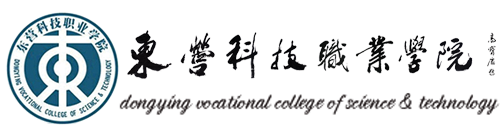 东营科技职业学院
DONGYING VOCATIONAL COLLEGE OF SCIENCE & TECHNOLOGY
東營科技職業學院
dongying vocational college of science & technology